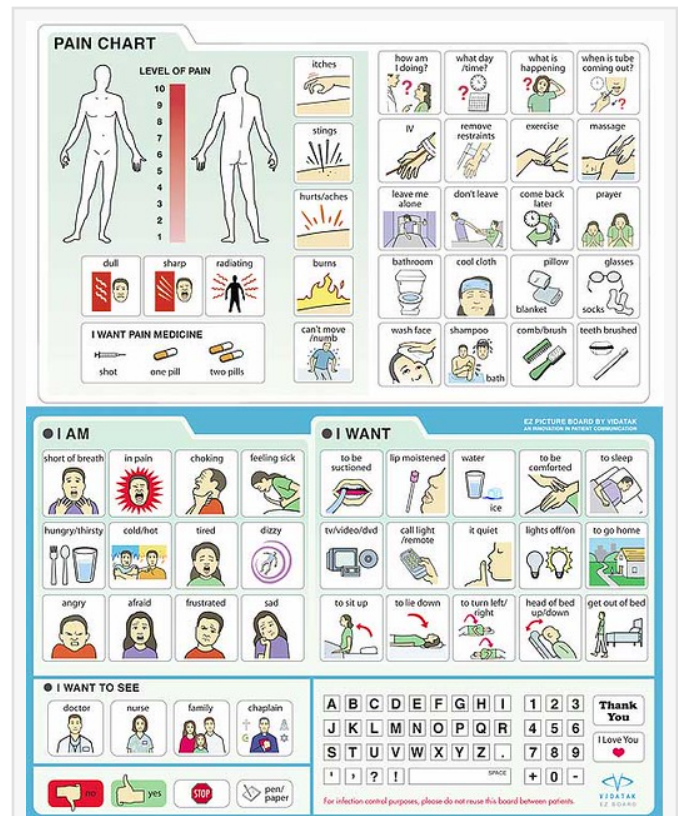 PAIN CHART
LEVEL OF PAIN
10
9
8
7
6
5
4
3
2
1
dull
sharp
radiating
I WANT PAIN MEDICINE
shot
one pill
two pills
itches
stings
hurts/aches
burns
can't move
/numb
how am
I doing?
what day
/time?
what is
happening
when is tube
coming out?
IV
remove
restraints
exercise
massage
leave me
alone
don't leave
come back
later
prayer
bathroom
cool cloth
pillow
blanket
glasses
socks
wash face
shampoo
bath
comb/brush
teeth brushed
EZ PICTURE BOARD BY VIDATAK
AN INNOVATION IN PATIENT COMMUNICATION
I AM
short of breath
in pain
choking
feeling sick
hungry/thirsty
cold/hot
tired
dizzy
angry
afraid
frustrated
sad
I WANT
to be
suctioned
lip moistened
water
ice
to be
comforted
to sleep
tv/video/dvd
call light
/remote
it quiet
lights off/on
to go home
to sit up
to lie down
to turn left/
right
head of bed
up/down
get out of bed
I WANT TO SEE
doctor
nurse
family
chaplain
no
yes
STOP
pen/
paper
A B C D E F G H I
J K L M N O P Q R
S T U V W X Y Z .
' , ? ! SPACE
1 2 3
4 5 6
7 8 9
+ 0 -
Thank
You
I Love You
VIDATAK
EZ BOARD
For infection control purposes, please do not reuse this board between patients.